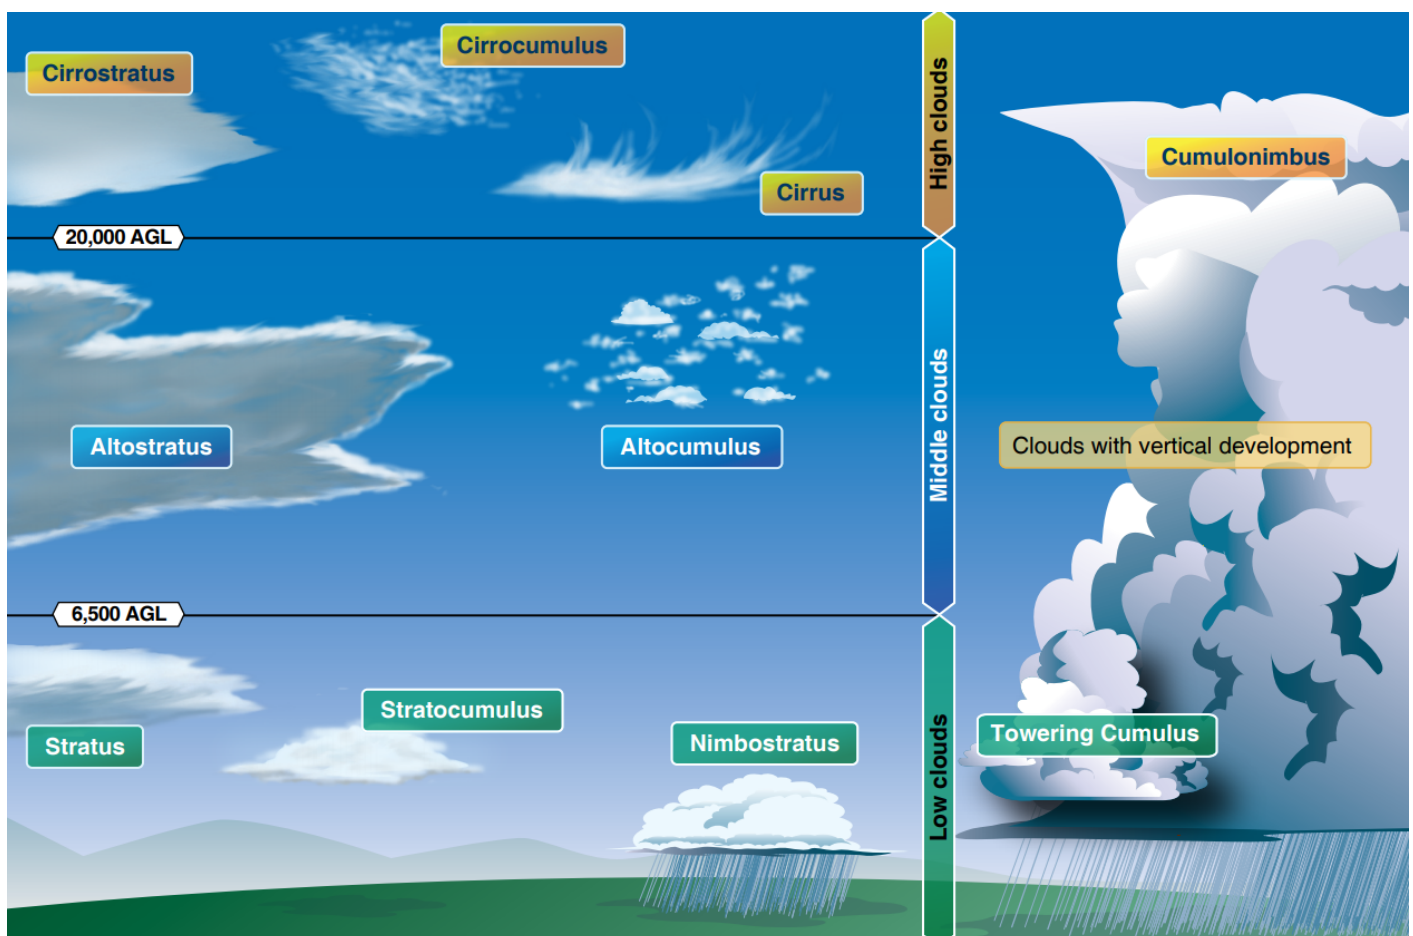 Cirrostratus
Cirrocumulus
Cirrus
High clouds
Cumulonimbus
20,000 AGL
Altostratus
Altocumulus
Middle clouds
Clouds with vertical development
6,500 AGL
Stratus
Stratocumulus
Nimbostratus
Low clouds
Towering Cumulus